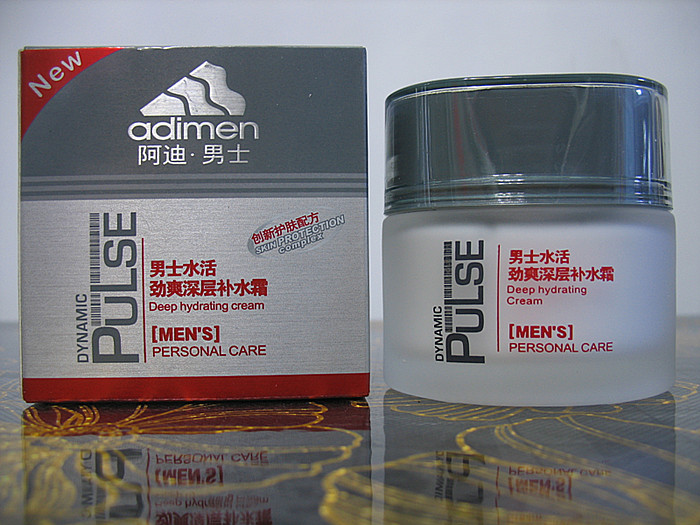 New
adimen
阿迪·男士
创新护肤配方
SKIN PROTECTION
complex
DYNAMIC
PULSE
男士水活
劲爽深层补水霜
Deep hydrating cream
[MEN'S]
PERSONAL CARE
DYNAMIC
PULSE
男士水活
劲爽深层补水霜
Deep hydrating
Cream
[MEN'S]
PERSONAL CARE